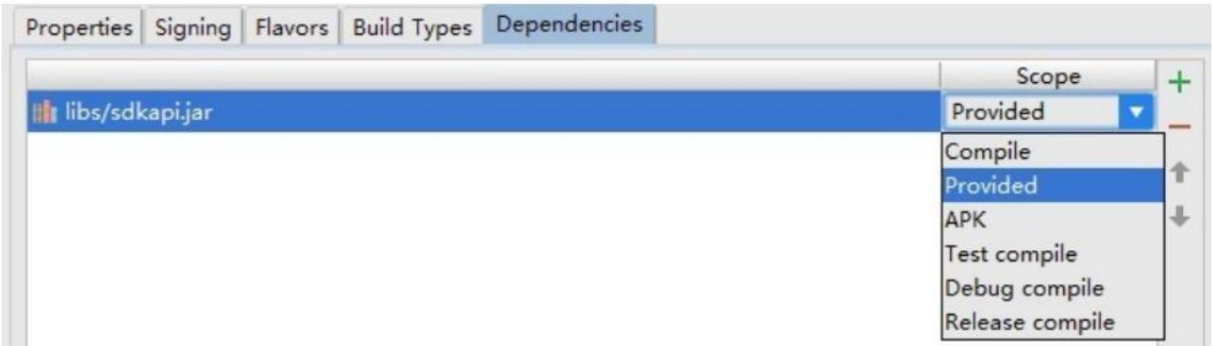 Properties Signing Flavors Build Types Dependencies
Scope
libs/sdkapi.jar Provided
Compile
Provided
APK
Test compile
Debug compile
Release compile